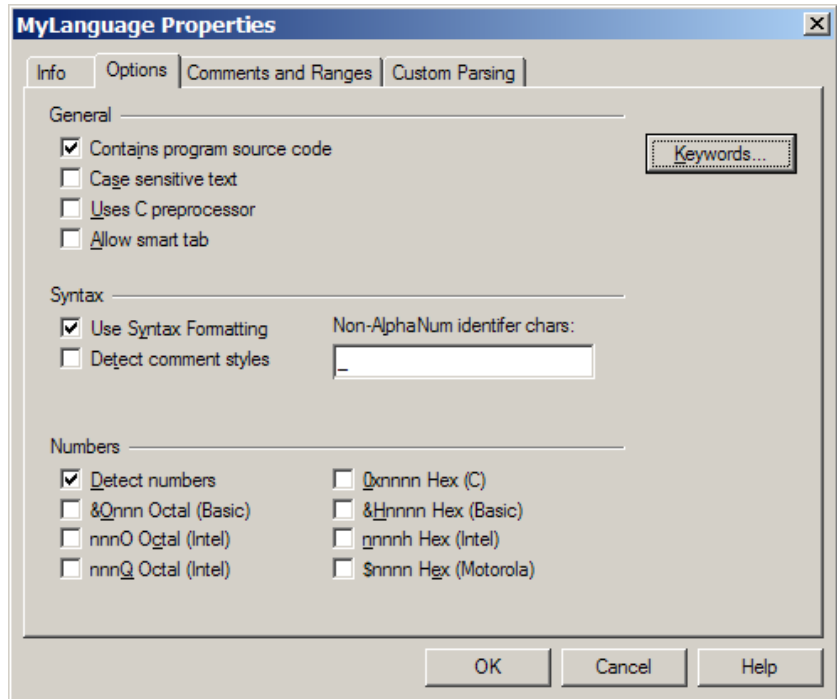 MyLanguage Properties
Info Options Comments and Ranges Custom Parsing
General
Contains program source code
Keywords...
Case sensitive text
Uses C preprocessor
Allow smart tab
Syntax
Use Syntax Formatting Non-AlphaNum identifer chars:
Detect comment styles _
Numbers
Detect numbers 0xnnnn Hex (C)
&Onnn Octal (Basic) &Hnnnn Hex (Basic)
nnnO Octal (Intel) nnnnh Hex (Intel)
nnnQ Octal (Intel) $nnnn Hex (Motorola)
OK Cancel Help